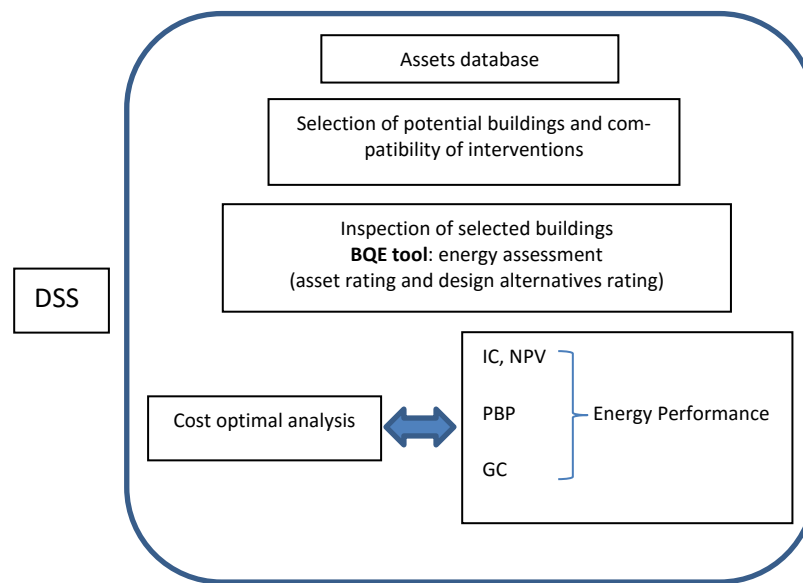 Assets database
Selection of potential buildings and com-
patibility of interventions
Inspection of selected buildings
BQE tool: energy assessment
(asset rating and design alternatives rating)
DSS
Cost optimal analysis
IC, NPV
PBP
GC
Energy Performance